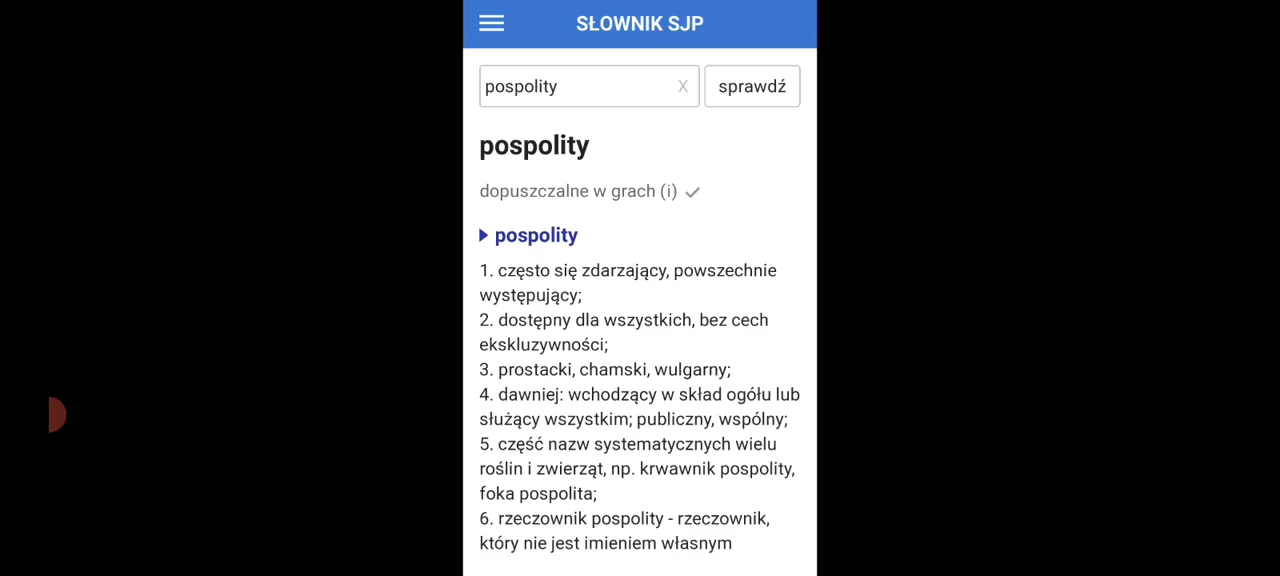 SŁOWNIK SJP
pospolity X sprawdź
pospolity
dopuszczalne w grach (i)
pospolity
1. często się zdarzający, powszechnie
występujący;
2. dostępny dla wszystkich, bez cech
ekskluzywności;
3. prostacki, chamski, wulgarny;
4. dawniej: wchodzący w skład ogółu lub
służący wszystkim; publiczny, wspólny;
5. część nazw systematycznych wielu
roślin i zwierząt, np. krwawnik pospolity,
foka pospolita;
6. rzeczownik pospolity - rzeczownik,
który nie jest imieniem własnym